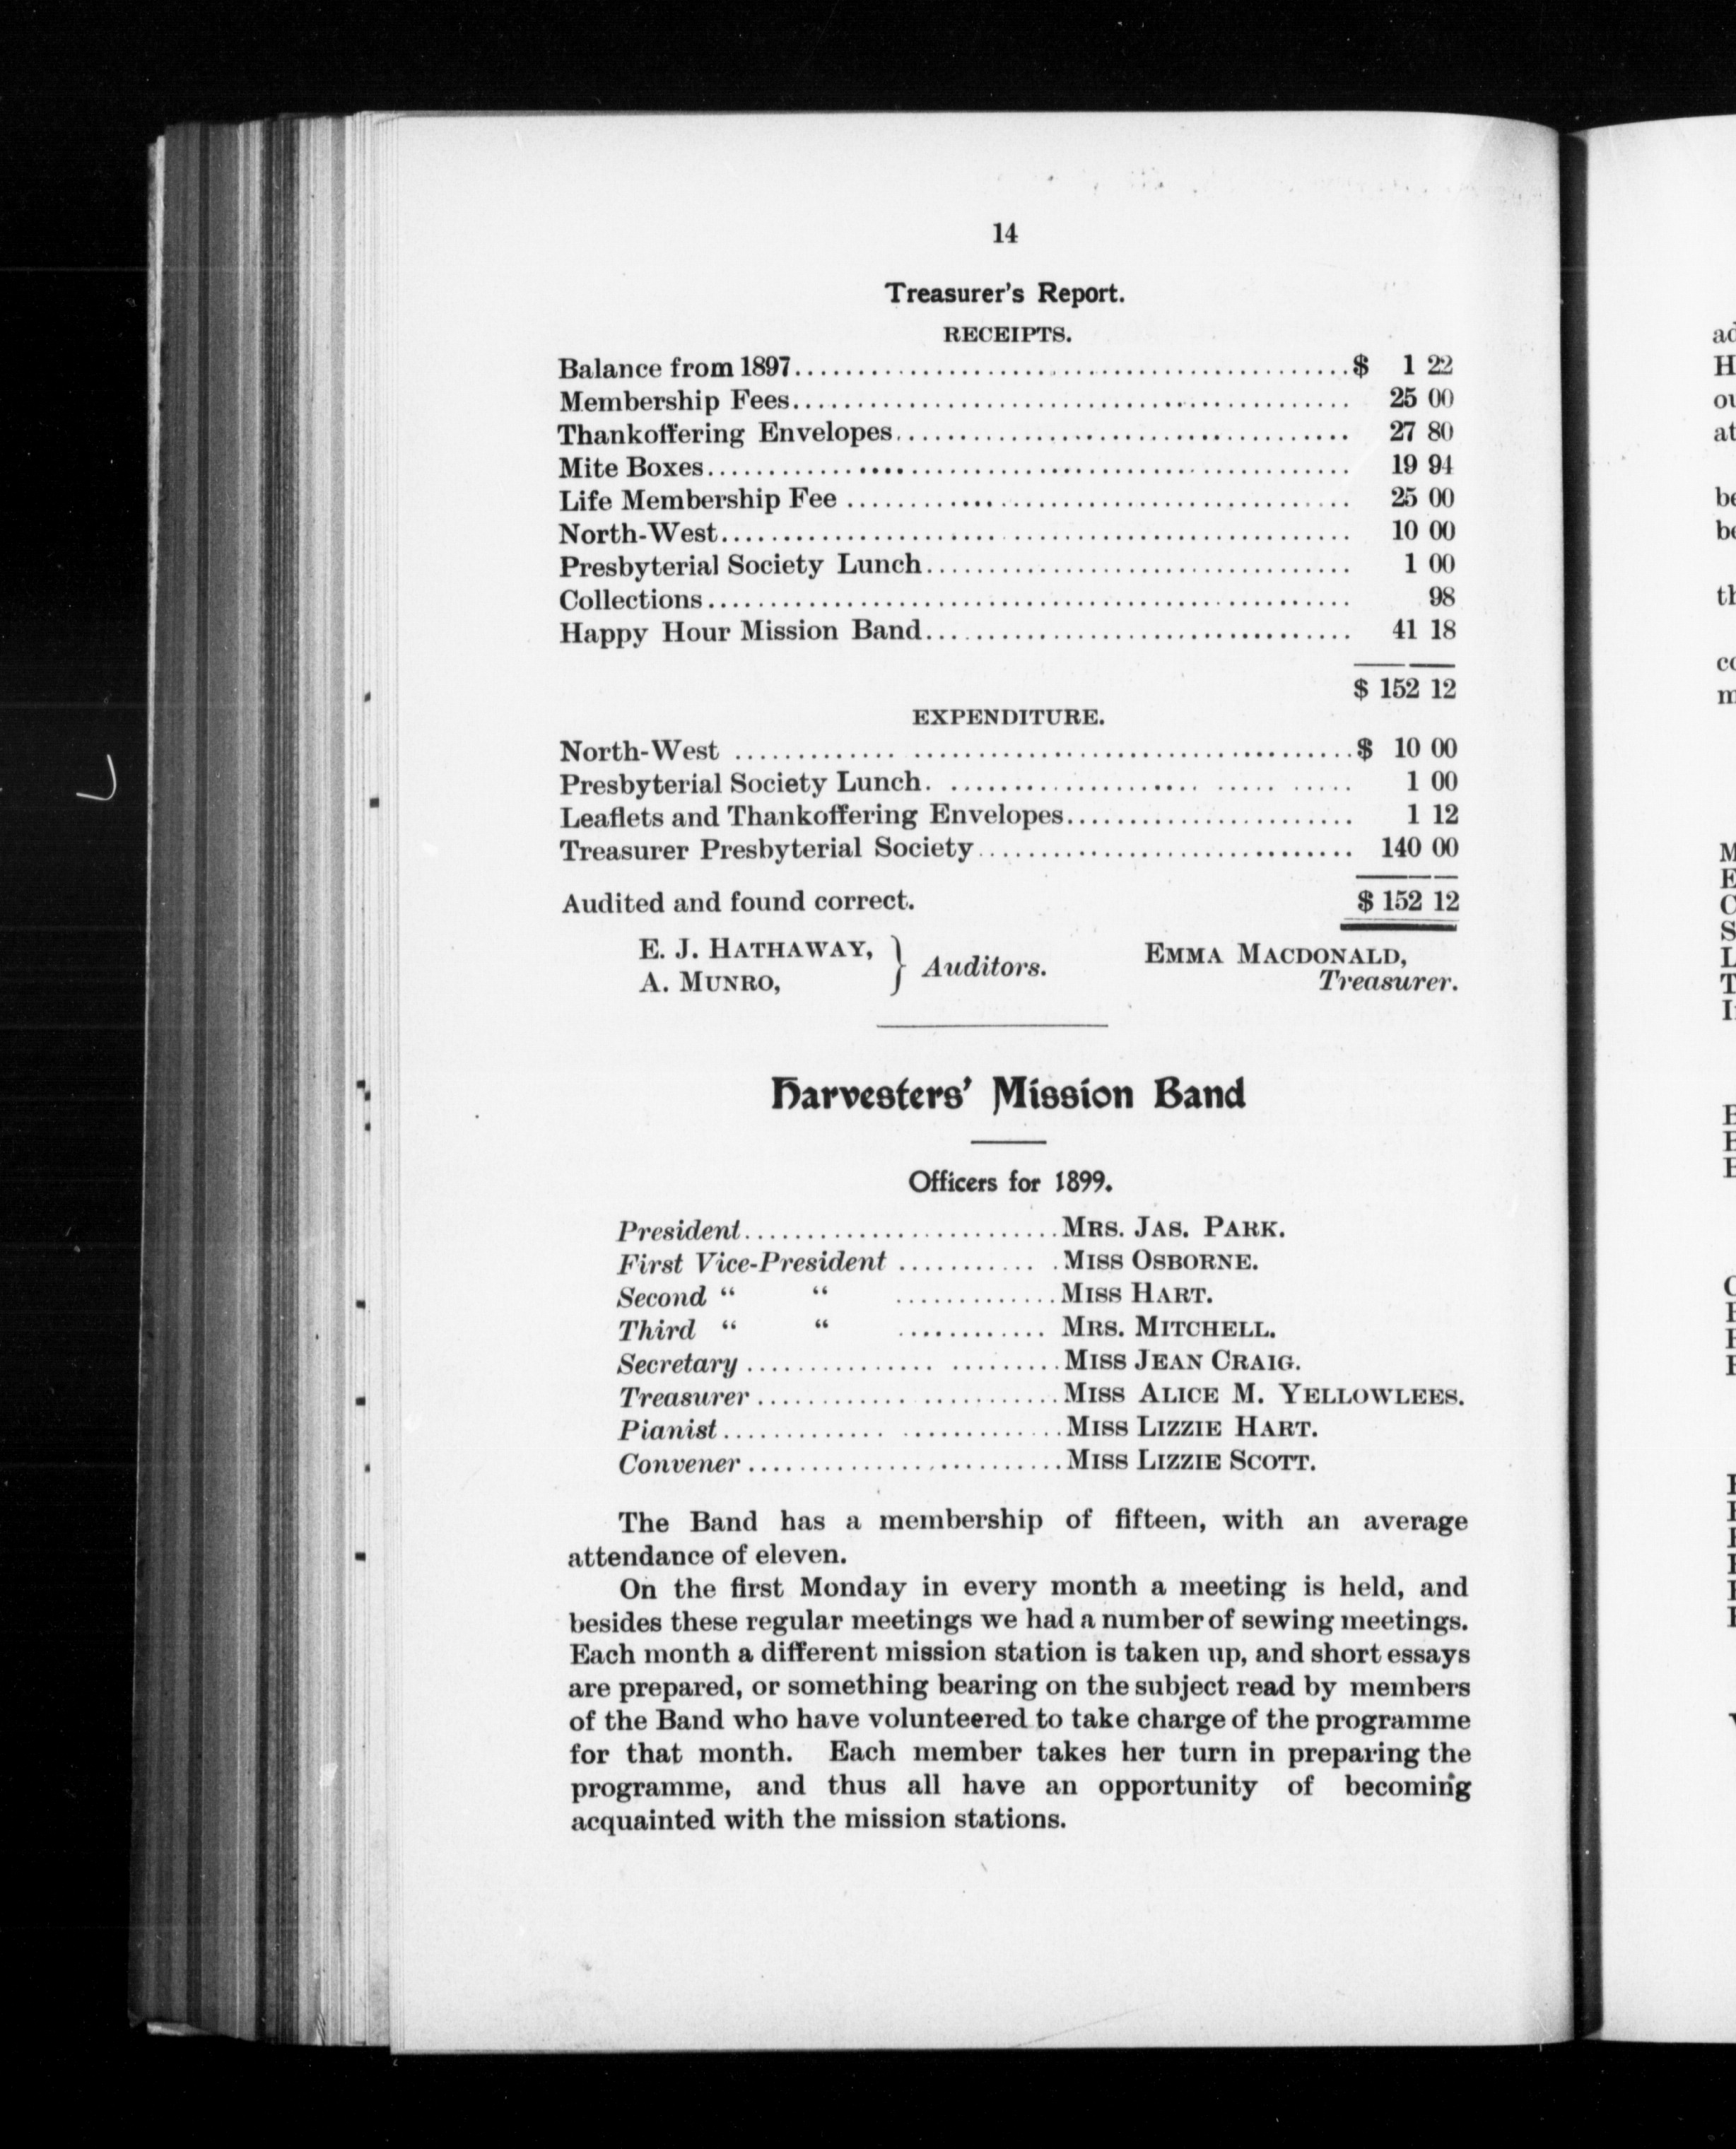 14
Treasurer's Report.
RECEIPTS.
Balance from 1897............................................$ 1 22
Membership Fees............................................ 25 00
Thankoffering Envelopes.................................... 27 80
Mite Boxes.................................................. 19 94
Life Membership Fee ........................................ 25 00
North-West.................................................. 10 00
Presbyterial Society Lunch.................................. 1 00
Collections................................................. 98
Happy Hour Mission Band.................................. 41 18
$ 152 12
EXPENDITURE.
North-West .................................................$ 10 00
Presbyterial Society Lunch. ................................ 1 00
Leaflets and Thankoffering Envelopes....................... 1 12
Treasurer Presbyterial Society.............................. 140 00
Audited and found correct. $ 152 12
E. J. HATHAWAY,
A. MUNRO, } Auditors.
EMMA MACDONALD,
Treasurer.
Harvesters' Mission Band
Officers for 1899.
President.........................MRS. JAS. PARK.
First Vice-President ............MISS OSBORNE.
Second “ “ .............MISS HART.
Third “ “ ............ MRS. MITCHELL.
Secretary ........................MISS JEAN CRAIG.
Treasurer ........................MISS ALICE M. YELLOWLEES.
Pianist..........................MISS LIZZIE HART.
Convener .........................MISS LIZZIE SCOTT.
The Band has a membership of fifteen, with an average
attendance of eleven.
On the first Monday in every month a meeting is held, and
besides these regular meetings we had a number of sewing meetings.
Each month a different mission station is taken up, and short essays
are prepared, or something bearing on the subject read by members
of the Band who have volunteered to take charge of the programme
for that month. Each member takes her turn in preparing the
programme, and thus all have an opportunity of becoming
acquainted with the mission stations.